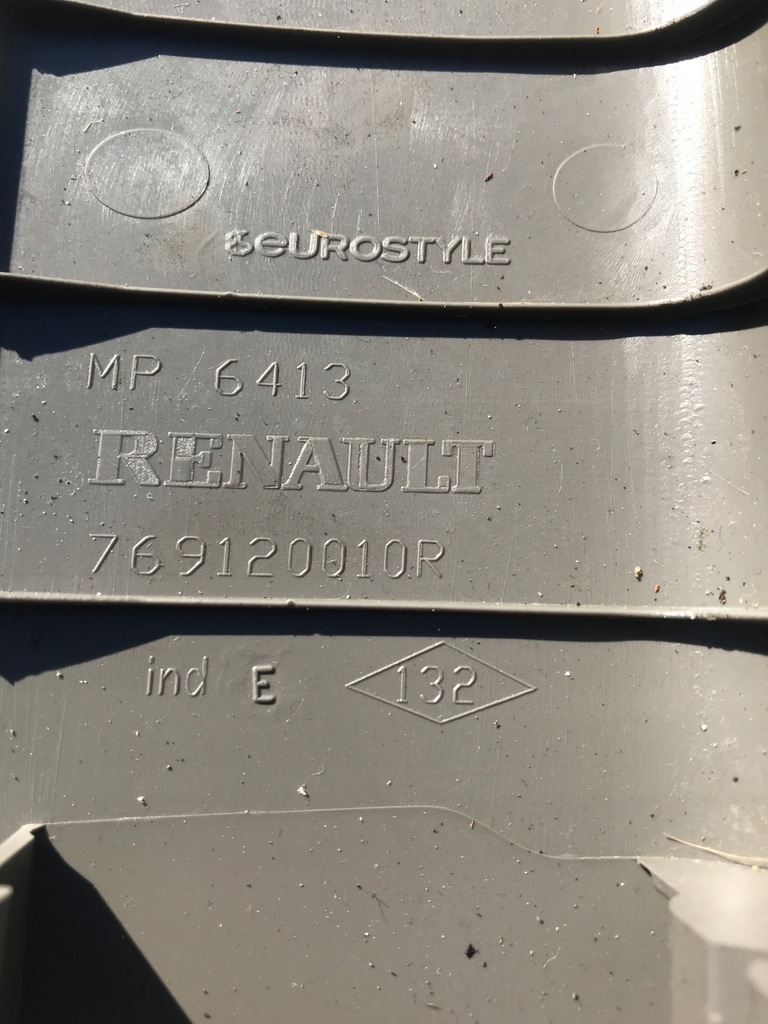 eUROSTYLE
MP 6413
RENAULT
769120010R
ind E 132